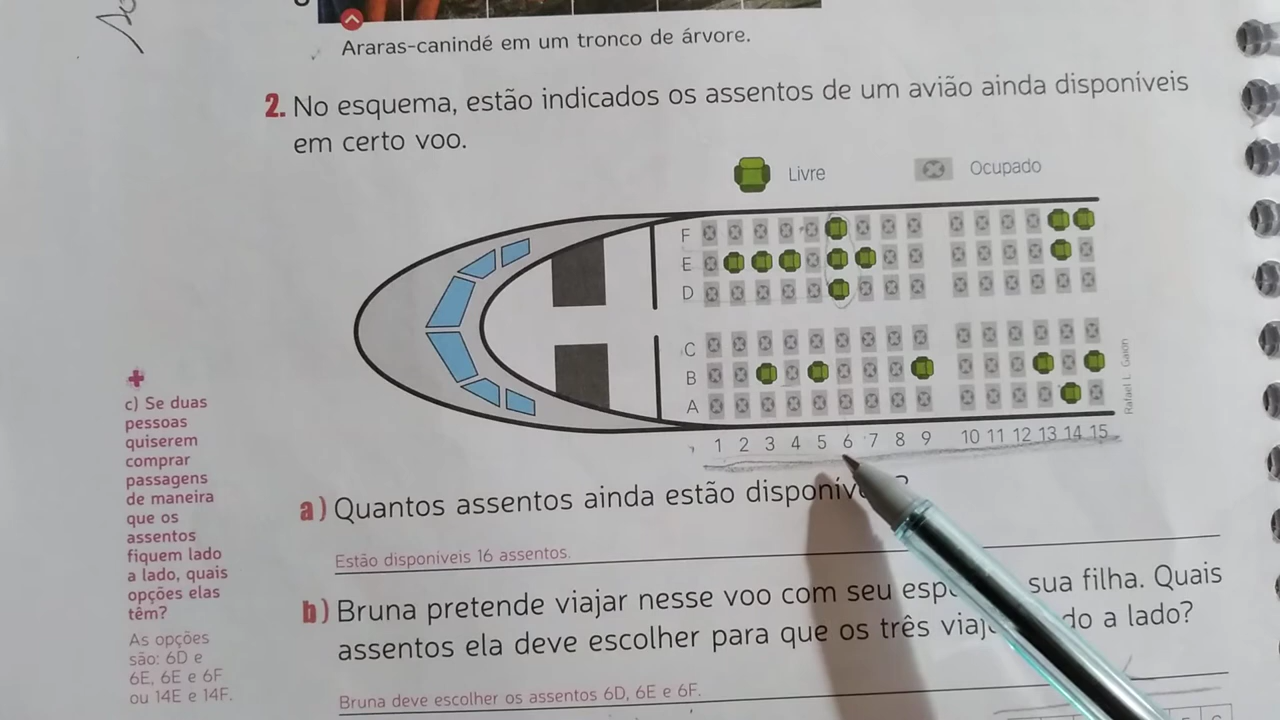 Araras-canindé em um tronco de árvore.
2. No esquema, estão indicados os assentos de um avião ainda disponíveis
em certo voo.
Livre
Ocupado
F
E
D
C
B
A
1 2 3 4 5 6 7 8 9 10 11 12 13 14 15
Rafael L. Gaion
a) Quantos assentos ainda estão ?
Estão disponíveis 16 assentos.
b) Bruna pretende viajar nesse voo com seu sua filha. Quais
assentos ela deve escolher para que os três a lado?
Bruna deve escolher os assentos 6D, 6E e 6F.
+
c) Se duas
pessoas
quiserem
comprar
passagens
de maneira
que os
assentos
fiquem lado
a lado, quais
opções elas
têm?
As opções
são: 6D e
6E, 6E e 6F
ou 14E e 14F.